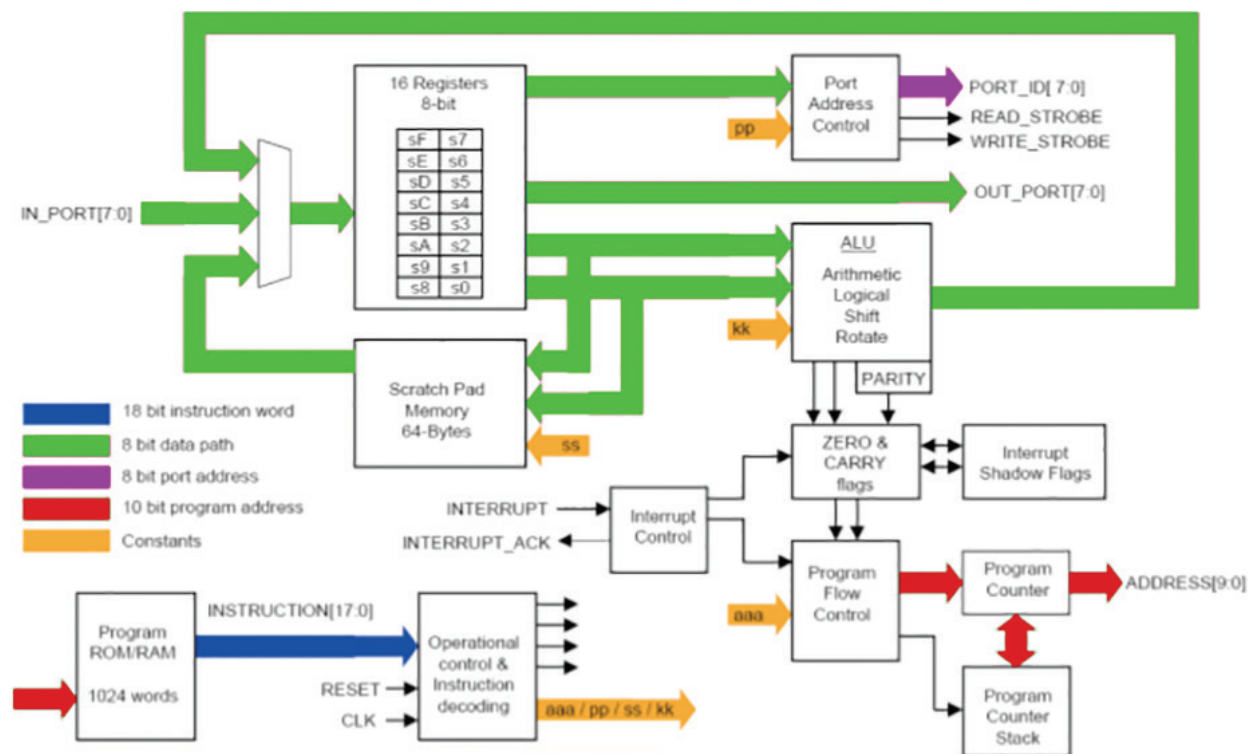 16 Registers
8-bit
sF s7
sE s6
sD s5
sC s4
sB s3
sA s2
s9 s1
s8 s0
IN_PORT[7:0]
Port
Address
Control
pp
PORT_ID[ 7:0]
READ_STROBE
WRITE_STROBE
OUT_PORT[7:0]
ALU
Arithmetic
Logical
Shift
Rotate
kk
PARITY
Scratch Pad
Memory
64-Bytes
ss
18 bit instruction word
8 bit data path
8 bit port address
10 bit program address
Constants
ZERO &
CARRY
flags
Interrupt
Shadow Flags
INTERRUPT
INTERRUPT_ACK
Interrupt
Control
Program
Flow
Control
aaa
Program
Counter
ADDRESS[9:0]
Program
Counter
Stack
Program
ROM/RAM
1024 words
INSTRUCTION[17:0]
RESET
CLK
Operational
control &
Instruction
decoding
aaa / pp / ss / kk